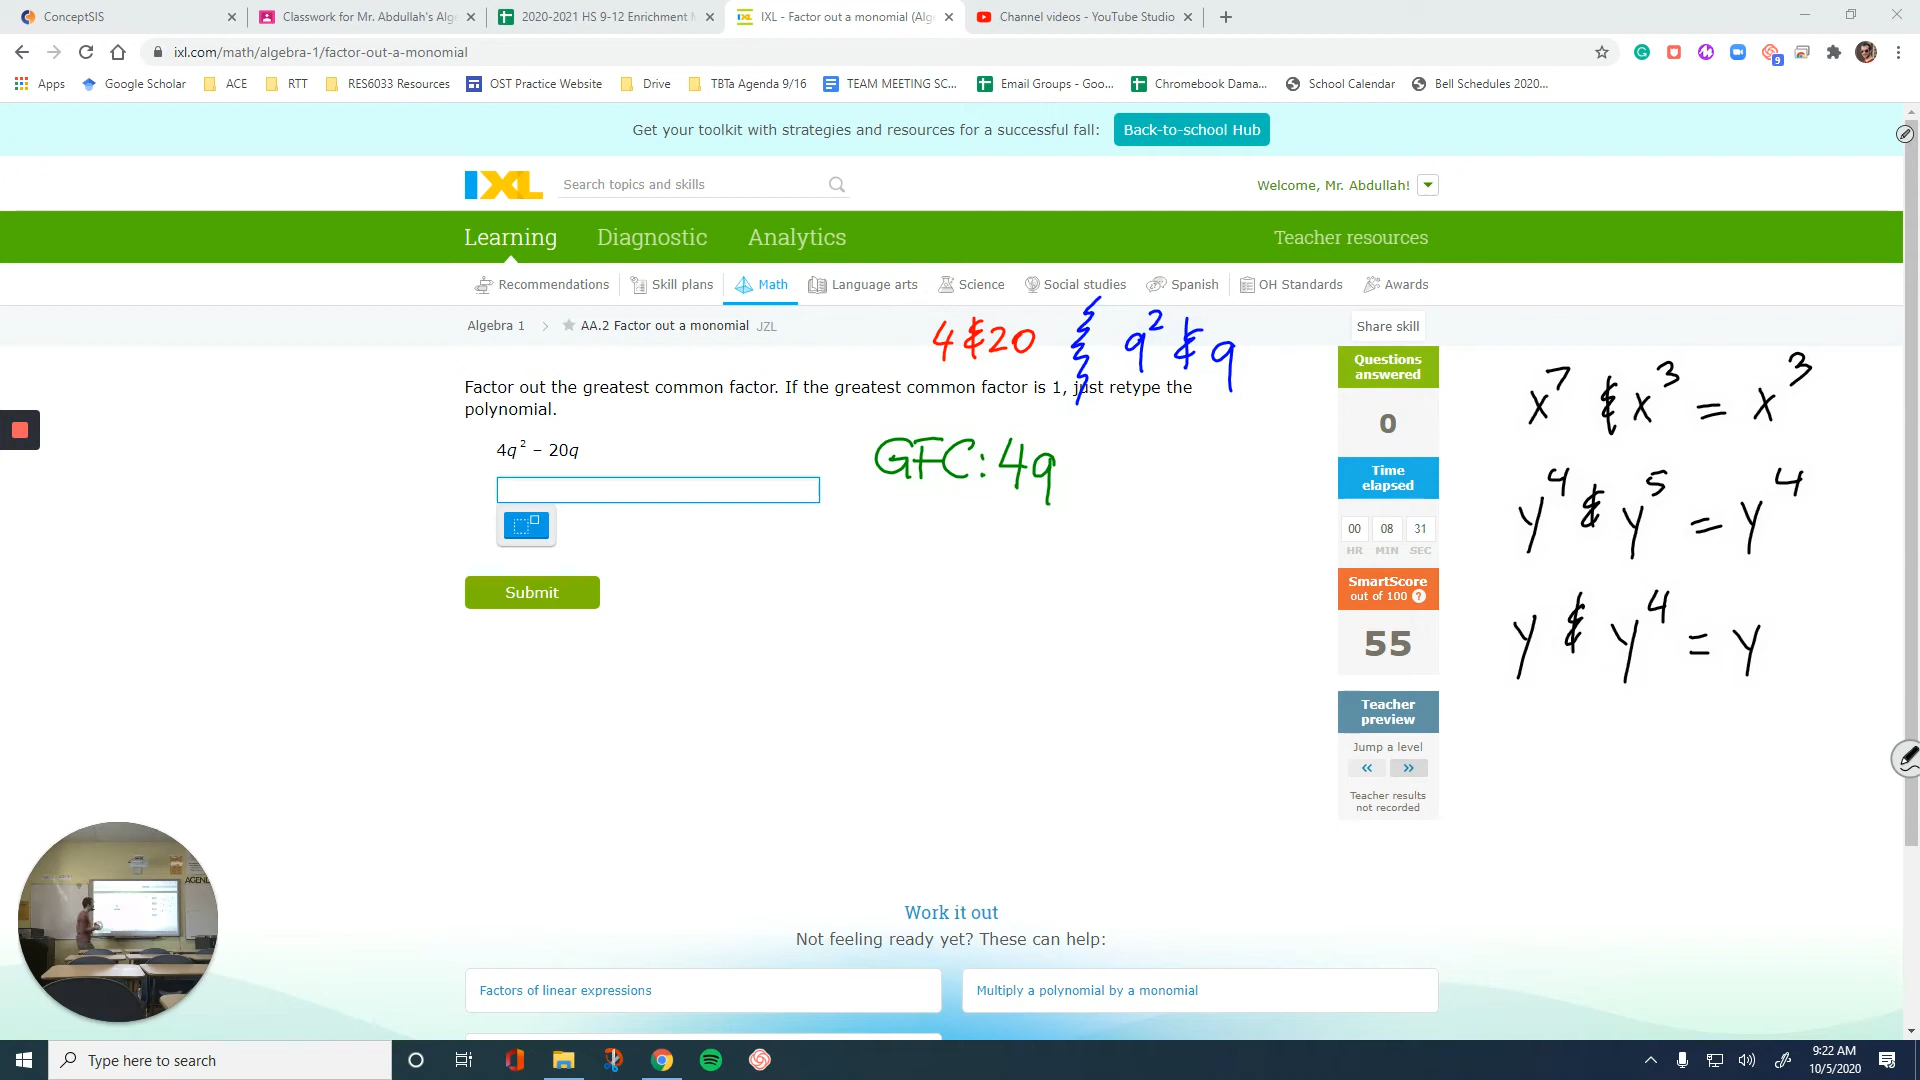 ConceptSIS
Classwork for Mr. Abdullah's Alg
2020-2021 HS 9-12 Enrichment M
IXL - Factor out a monomial (Alg
Channel videos - YouTube Studio
ixl.com/math/algebra-1/factor-out-a-monomial
9
Apps
Google Scholar
ACE
RTT
RES6033 Resources
OST Practice Website
Drive
TBTa Agenda 9/16
TEAM MEETING SC...
Email Groups - Goo...
Chromebook Dama...
School Calendar
Bell Schedules 2020...
Get your toolkit with strategies and resources for a successful fall:
Back-to-school Hub
IXL
Search topics and skills
Welcome, Mr. Abdullah!
Learning
Diagnostic
Analytics
Teacher resources
Recommendations
Skill plans
Math
Language arts
Science
Social studies
Spanish
OH Standards
Awards
Algebra 1 > AA.2 Factor out a monomial JZL
Share skill
4 & 20
q² & q
Factor out the greatest common factor. If the greatest common factor is 1, just retype the
polynomial.
4q² − 20q
GFC: 4q
Submit
Questions
answered
0
Time
elapsed
00 08 31
HR MIN SEC
SmartScore
out of 100 ?
55
Teacher
preview
Jump a level
« »
Teacher results
not recorded
x⁷ & x³ = x³
y⁴ & y⁵ = y⁴
y & y⁴ = y
AGENDA
Work it out
Not feeling ready yet? These can help:
Factors of linear expressions
Multiply a polynomial by a monomial
Type here to search
9:22 AM
10/5/2020